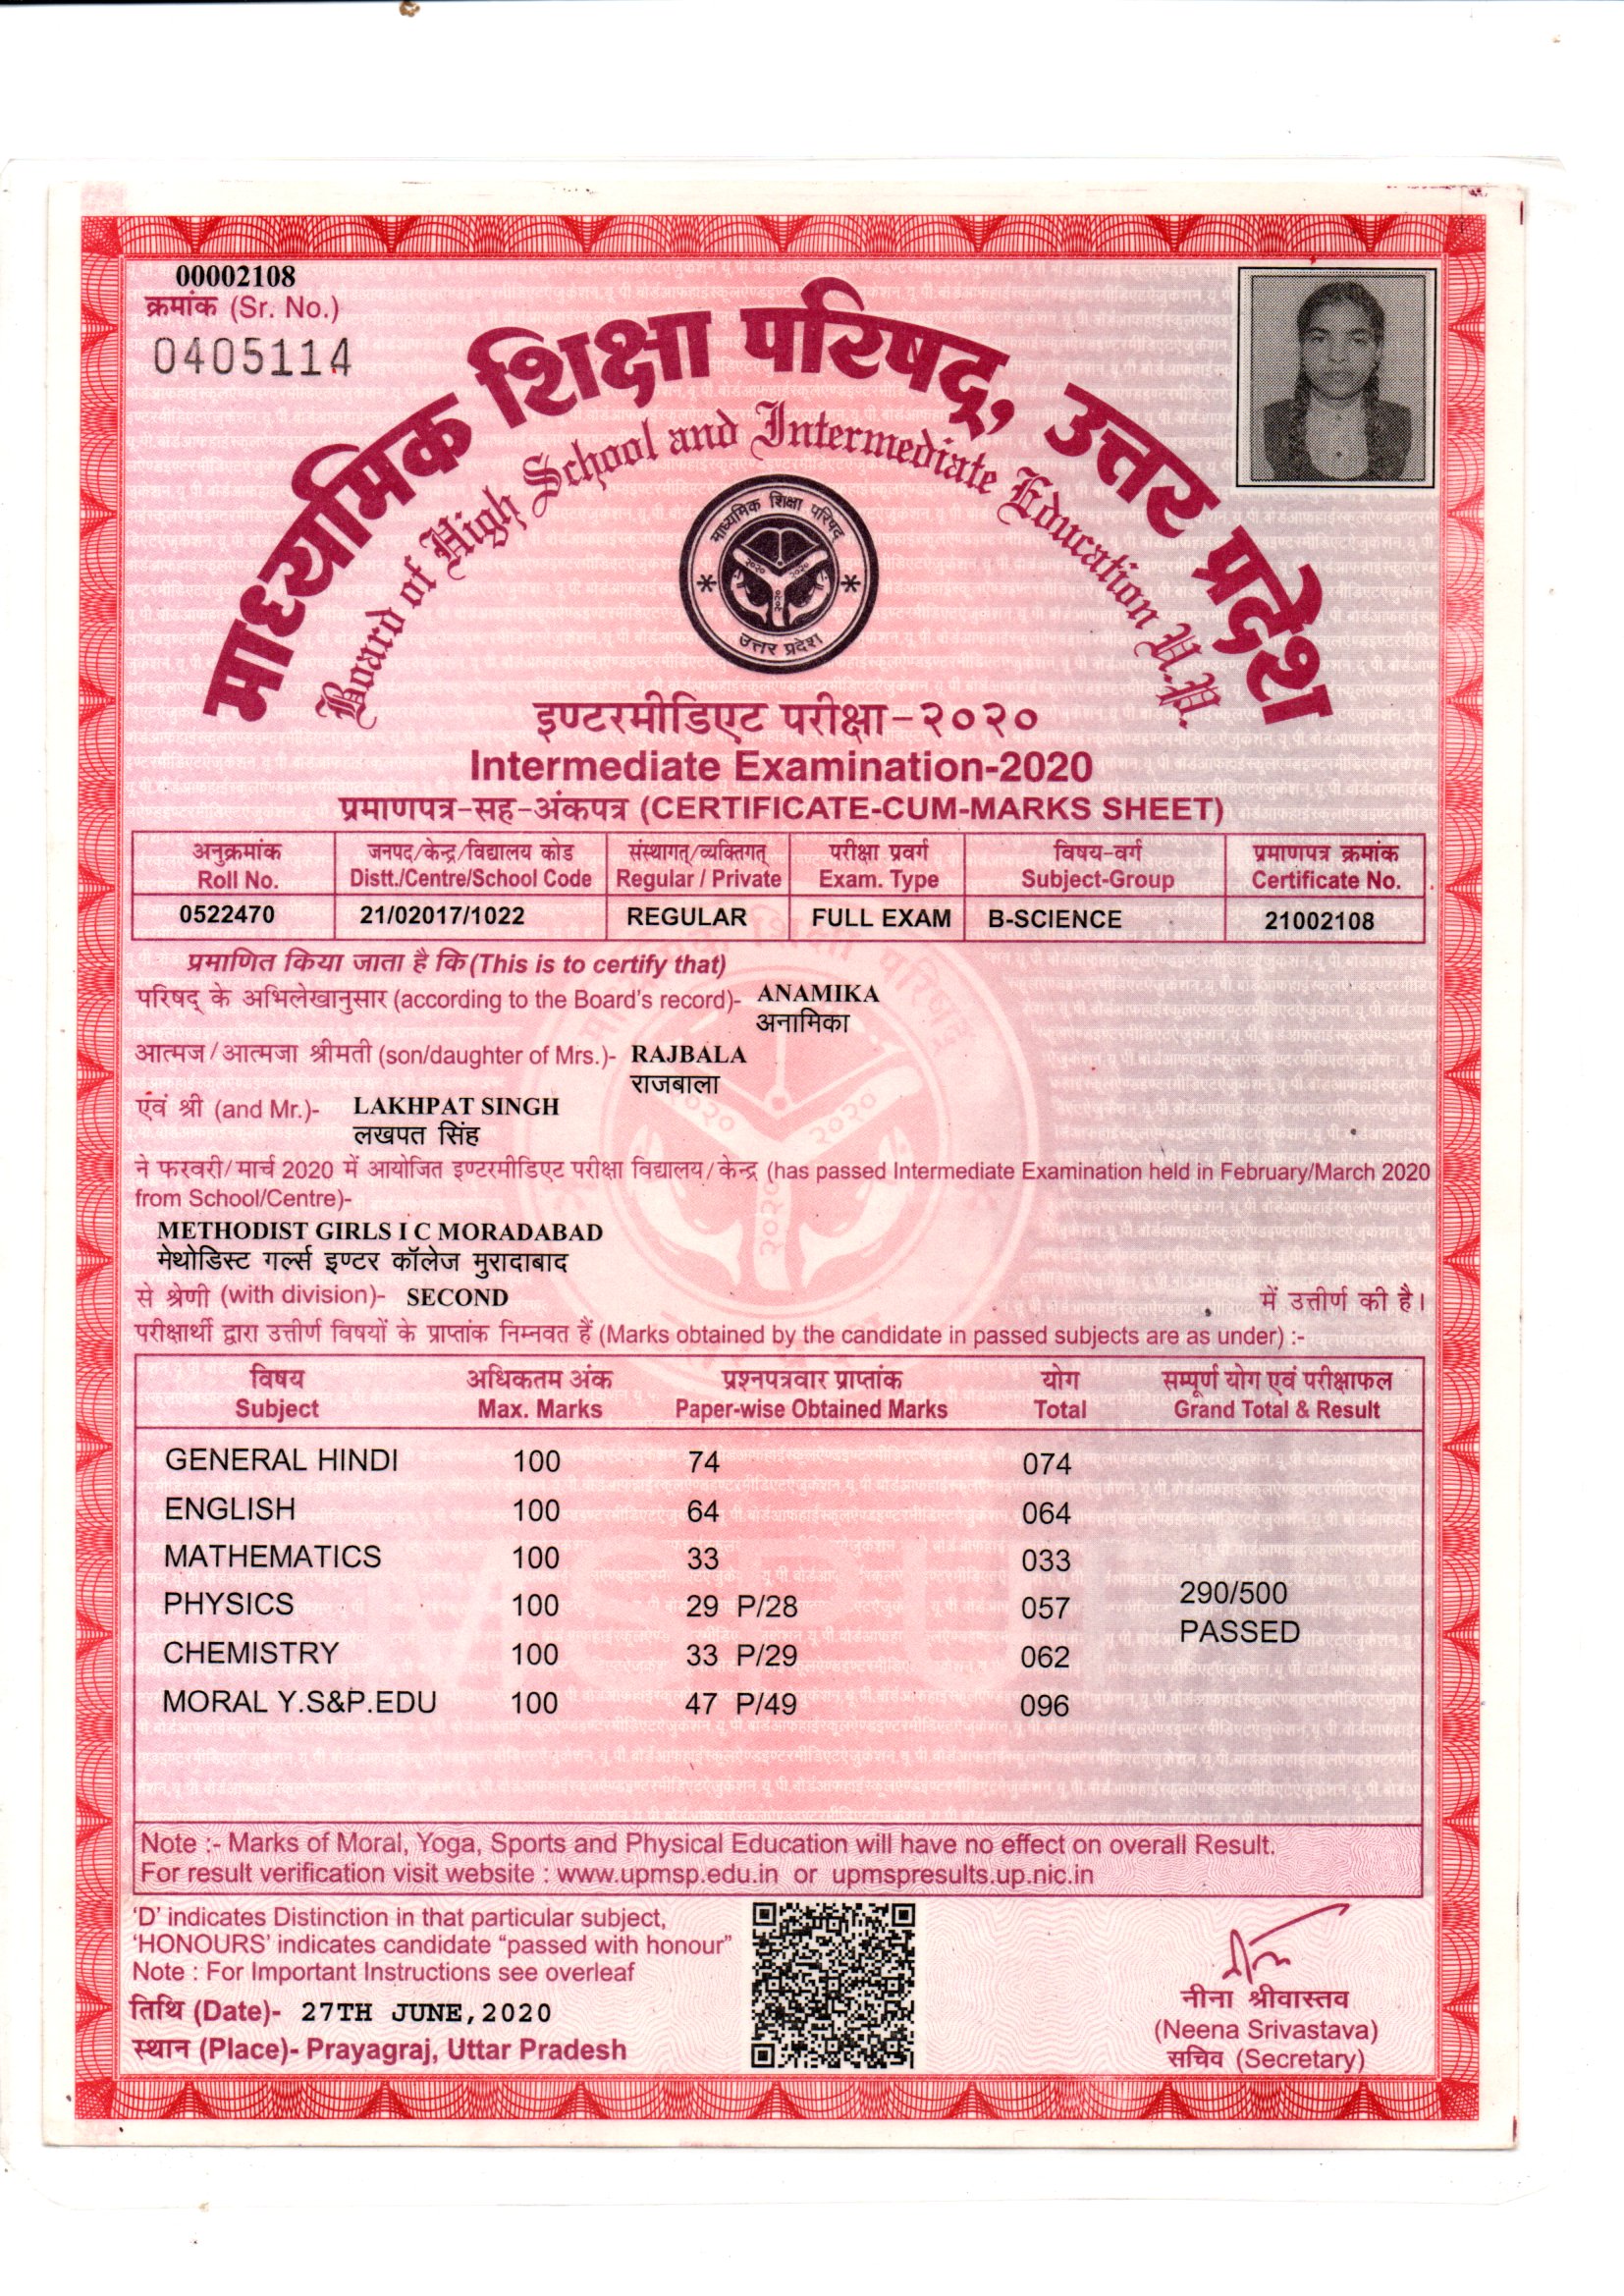 00002108
क्रमांक (Sr. No.)
0405114
माध्यमिक शिक्षा परिषद्, उत्तर प्रदेश
Board of High School and Intermediate Education U.P.
माध्यमिक शिक्षा परिषद
२०२० २०२० २०२०
उत्तर प्रदेश
इण्टरमीडिएट परीक्षा-२०२०
Intermediate Examination-2020
प्रमाणपत्र-सह-अंकपत्र (CERTIFICATE-CUM-MARKS SHEET)
अनुक्रमांक जनपद/केन्द्र/विद्यालय कोड संस्थागत्/व्यक्तिगत् परीक्षा प्रवर्ग विषय-वर्ग प्रमाणपत्र क्रमांक
Roll No. Distt./Centre/School Code Regular / Private Exam. Type Subject-Group Certificate No.
0522470 21/02017/1022 REGULAR FULL EXAM B-SCIENCE 21002108
प्रमाणित किया जाता है कि (This is to certify that)
परिषद् के अभिलेखानुसार (according to the Board's record)- ANAMIKA
अनामिका
आत्मज/आत्मजा श्रीमती (son/daughter of Mrs.)- RAJBALA
राजबाला
एवं श्री (and Mr.)- LAKHPAT SINGH
लखपत सिंह
ने फरवरी/मार्च 2020 में आयोजित इण्टरमीडिएट परीक्षा विद्यालय/केन्द्र (has passed Intermediate Examination held in February/March 2020
from School/Centre)-
METHODIST GIRLS I C MORADABAD
मेथोडिस्ट गर्ल्स इण्टर कॉलेज मुरादाबाद
से श्रेणी (with division)- SECOND में उत्तीर्ण की है।
परीक्षार्थी द्वारा उत्तीर्ण विषयों के प्राप्तांक निम्नवत हैं (Marks obtained by the candidate in passed subjects are as under) :-
विषय अधिकतम अंक प्रश्नपत्रवार प्राप्तांक योग सम्पूर्ण योग एवं परीक्षाफल
Subject Max. Marks Paper-wise Obtained Marks Total Grand Total & Result
GENERAL HINDI 100 74 074
ENGLISH 100 64 064
MATHEMATICS 100 33 033
PHYSICS 100 29 P/28 057 290/500
PASSED
CHEMISTRY 100 33 P/29 062
MORAL Y.S&P.EDU 100 47 P/49 096
Note :- Marks of Moral, Yoga, Sports and Physical Education will have no effect on overall Result.
For result verification visit website : www.upmsp.edu.in or upmspresults.up.nic.in
'D' indicates Distinction in that particular subject,
'HONOURS' indicates candidate "passed with honour"
Note : For Important Instructions see overleaf
तिथि (Date)- 27TH JUNE,2020
स्थान (Place)- Prayagraj, Uttar Pradesh
नीना श्रीवास्तव
(Neena Srivastava)
सचिव (Secretary)